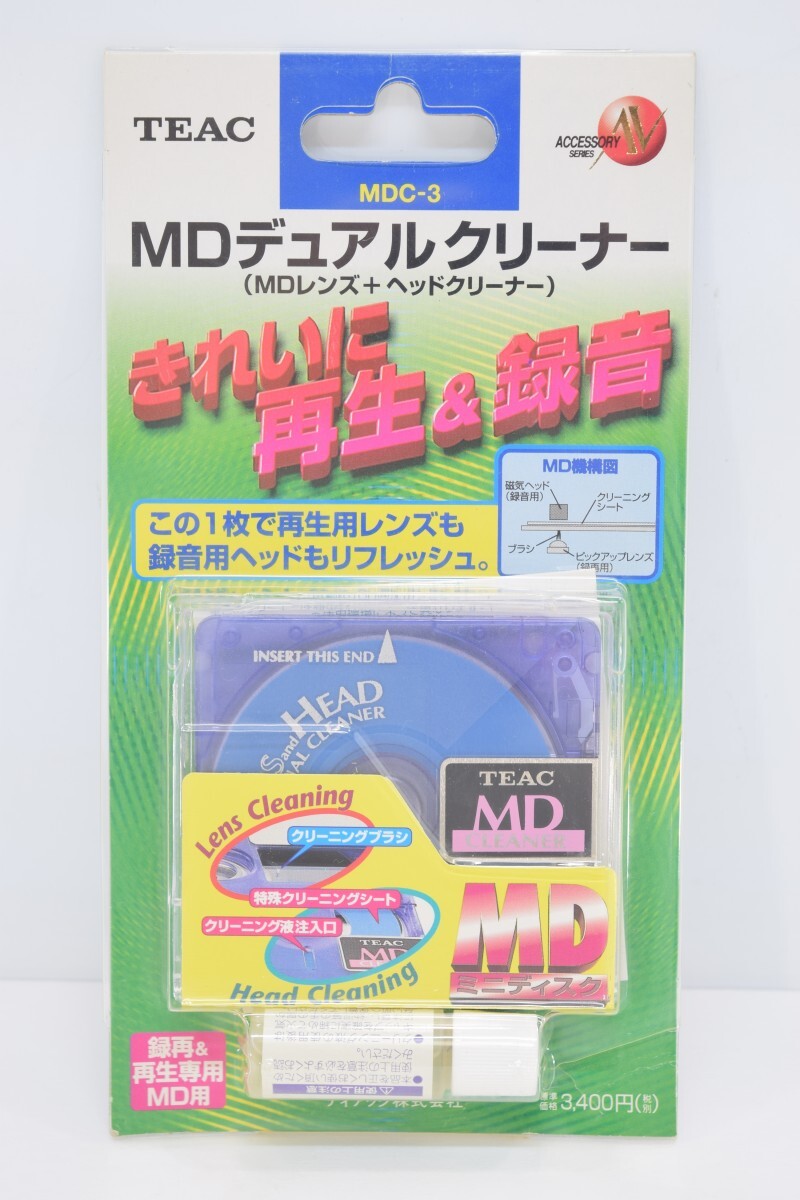 TEAC
ACCESSORY
SERIES
AV
MDC-3
MDデュアルクリーナー
(MDレンズ+ヘッドクリーナー)
きれいに
再生&録音
MD機構図
磁気ヘッド
(録音用)
クリーニング
シート
ブラシ
ピックアップレンズ
(録再用)
この1枚で再生用レンズも
録音用ヘッドもリフレッシュ。
INSERT THIS END
and HEAD
CLEANER
TEAC
MD
CLEANER
Lens Cleaning
クリーニングブラシ
特殊クリーニングシート
クリーニング液注入口
TEAC
MD
Head Cleaning
MD
ミニディスク
録再&
再生専用
MD用
使用上の注意
ティアック株式会社
標準
価格 3,400円(税別)